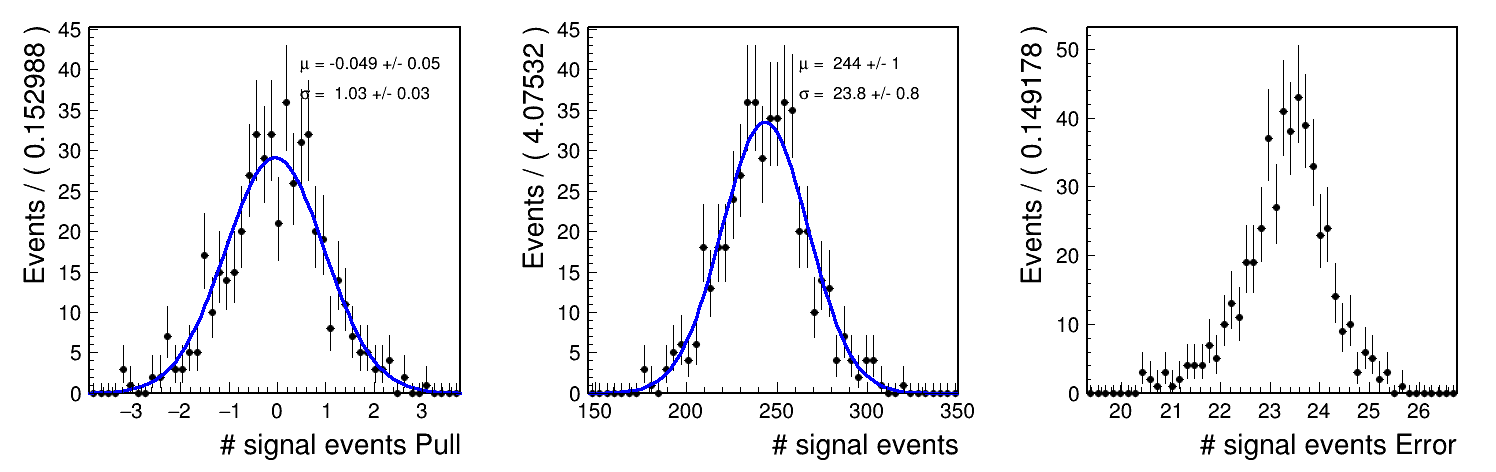 Events / ( 0.152988 )
45
40
35
30
25
20
15
10
5
0
μ = -0.049 +/- 0.05
σ = 1.03 +/- 0.03
−3 −2 −1 0 1 2 3
# signal events Pull
Events / ( 4.07532 )
45
40
35
30
25
20
15
10
5
0
μ = 244 +/- 1
σ = 23.8 +/- 0.8
150 200 250 300 350
# signal events
Events / ( 0.149178 )
50
40
30
20
10
0
20 21 22 23 24 25 26
# signal events Error